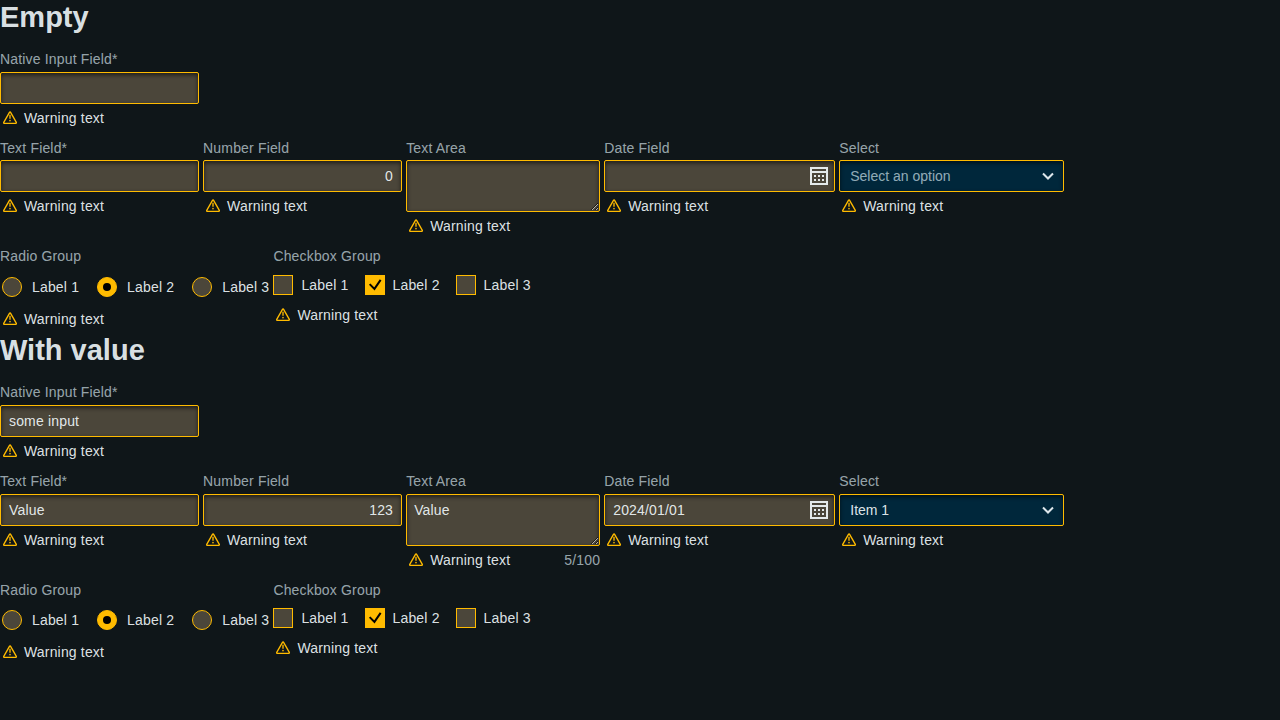 Empty
Native Input Field*
Warning text
Text Field* Number Field Text Area Date Field Select
0 Select an option
Warning text Warning text Warning text Warning text
Warning text
Radio Group Checkbox Group
Label 1 Label 2 Label 3 Label 1 Label 2 Label 3
Warning text Warning text
With value
Native Input Field*
some input
Warning text
Text Field* Number Field Text Area Date Field Select
Value 123 Value 2024/01/01 Item 1
Warning text Warning text Warning text Warning text
Warning text 5/100
Radio Group Checkbox Group
Label 1 Label 2 Label 3 Label 1 Label 2 Label 3
Warning text Warning text